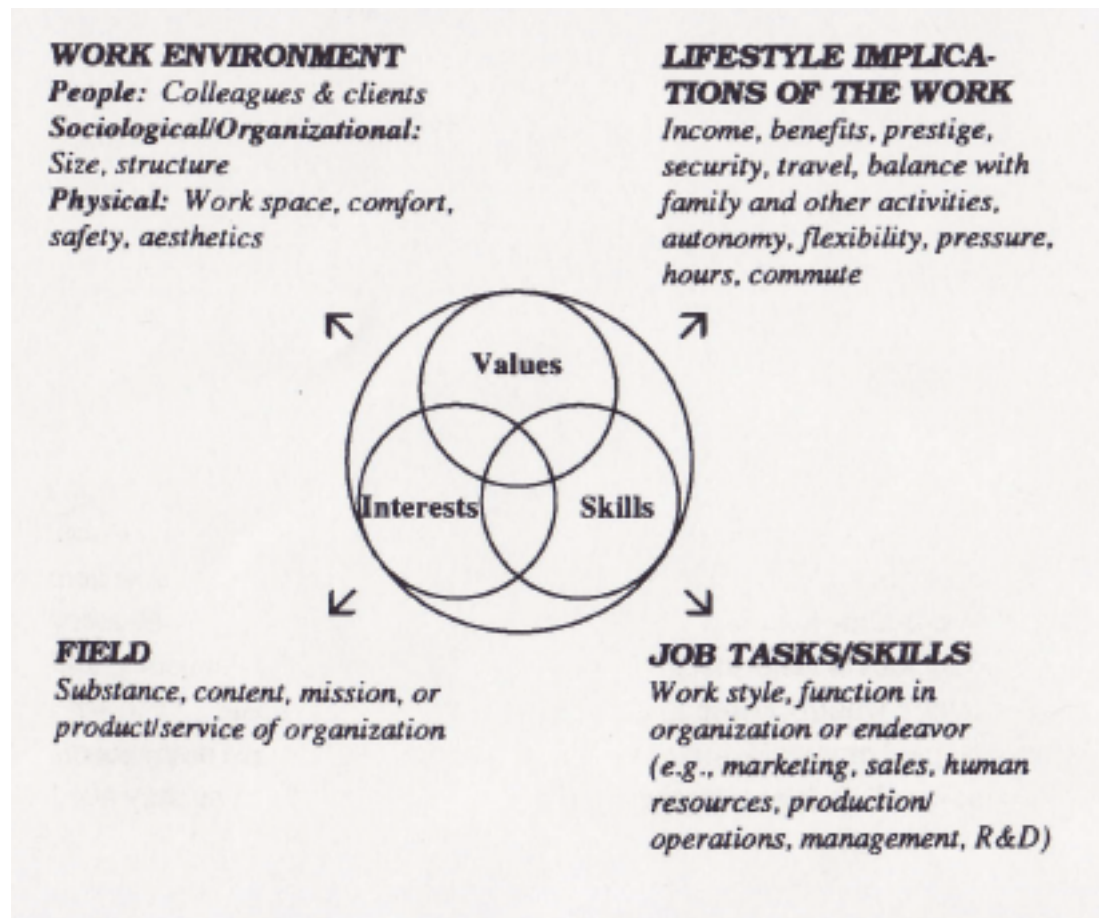 WORK ENVIRONMENT
People: Colleagues & clients
Sociological/Organizational:
Size, structure
Physical: Work space, comfort,
safety, aesthetics
LIFESTYLE IMPLICA-
TIONS OF THE WORK
Income, benefits, prestige,
security, travel, balance with
family and other activities,
autonomy, flexibility, pressure,
hours, commute
Values
Interests
Skills
FIELD
Substance, content, mission, or
product/service of organization
JOB TASKS/SKILLS
Work style, function in
organization or endeavor
(e.g., marketing, sales, human
resources, production/
operations, management, R&D)